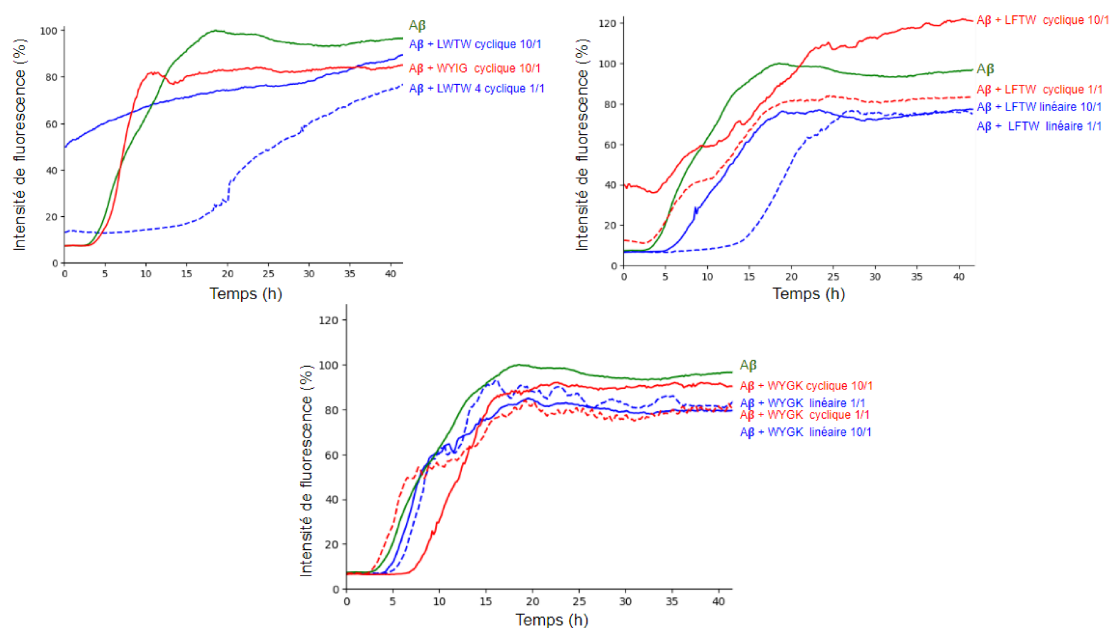 Intensité de fluorescence (%)
100
80
60
40
20
0
0 5 10 15 20 25 30 35 40
Temps (h)
Aβ
Aβ + LWTW cyclique 10/1
Aβ + WYIG cyclique 10/1
Aβ + LWTW 4 cyclique 1/1
Intensité de fluorescence (%)
120
100
80
60
40
20
0
0 5 10 15 20 25 30 35 40
Temps (h)
Aβ + LFTW cyclique 10/1
Aβ
Aβ + LFTW cyclique 1/1
Aβ + LFTW linéaire 10/1
Aβ + LFTW linéaire 1/1
Intensité de fluorescence (%)
120
100
80
60
40
20
0
0 5 10 15 20 25 30 35 40
Temps (h)
Aβ
Aβ + WYGK cyclique 10/1
Aβ + WYGK linéaire 1/1
Aβ + WYGK cyclique 1/1
Aβ + WYGK linéaire 10/1